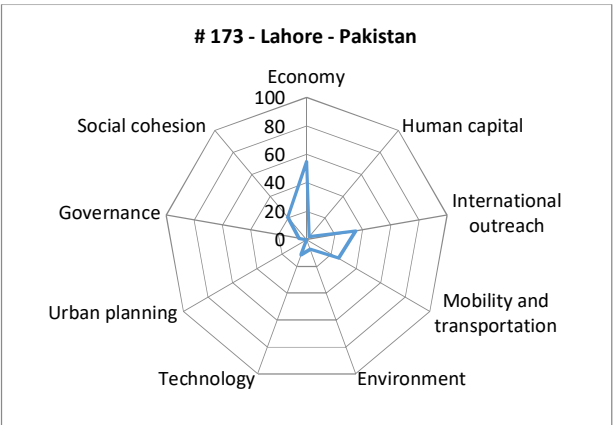 # 173 - Lahore - Pakistan
Economy
100
80
60
40
20
0
Human capital
International
outreach
Mobility and
transportation
Environment
Technology
Urban planning
Governance
Social cohesion